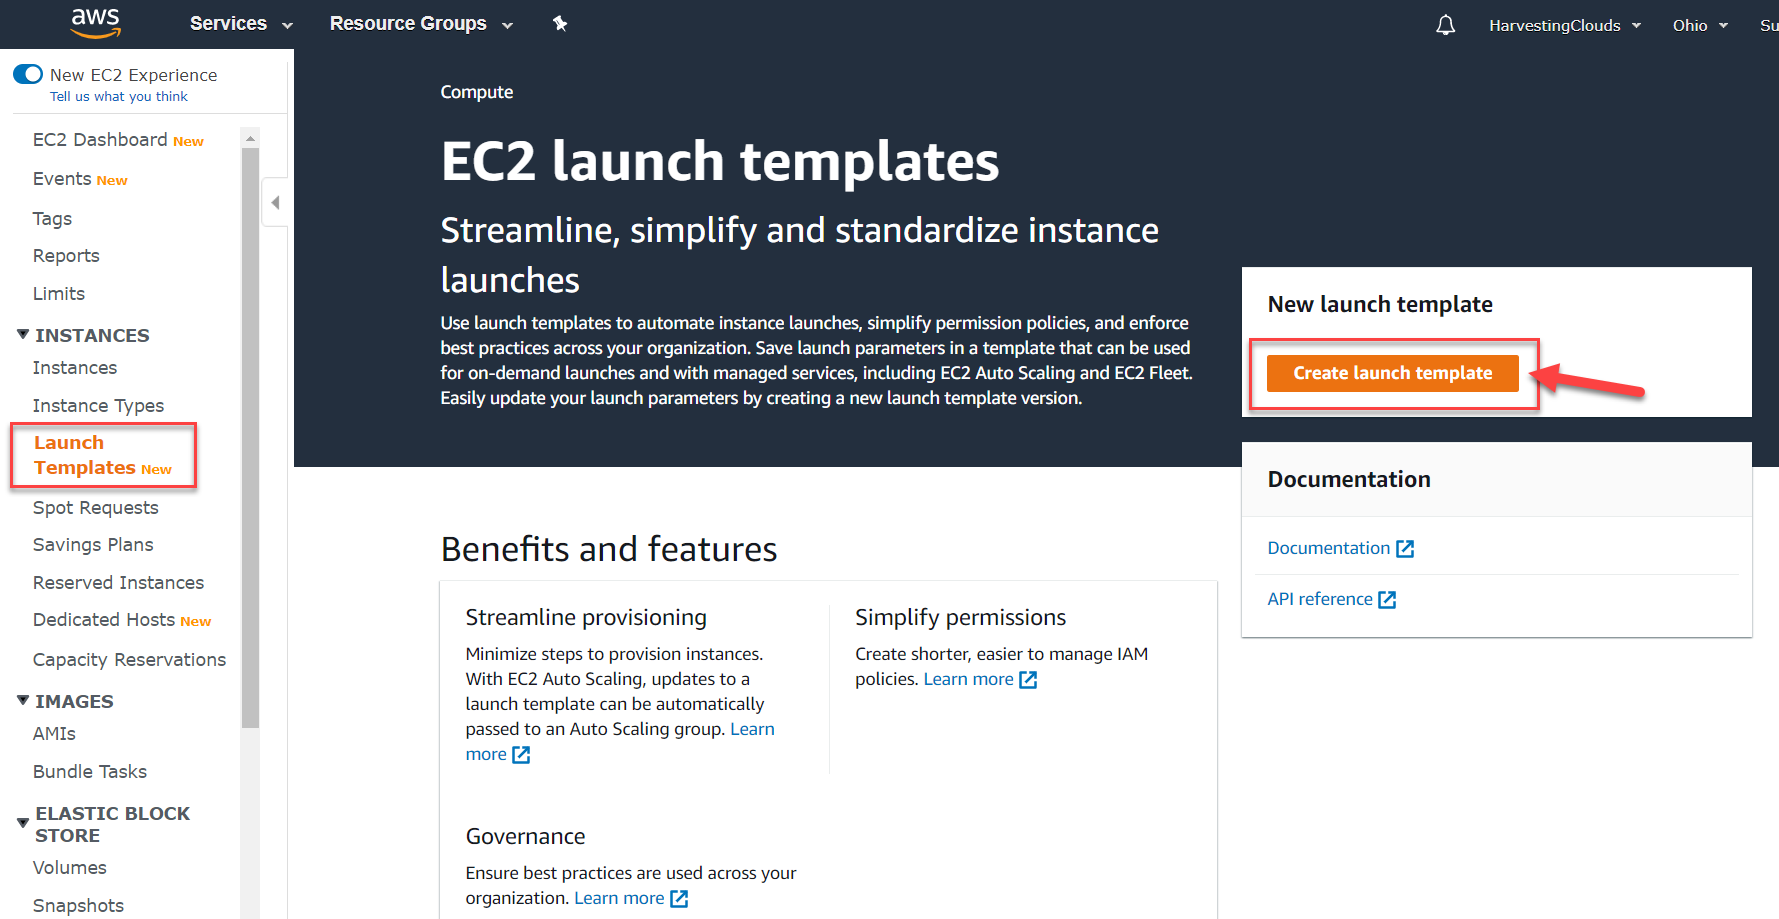 aws
Services
Resource Groups
HarvestingClouds
Ohio
Su
New EC2 Experience
Tell us what you think
EC2 Dashboard New
Events New
Tags
Reports
Limits
INSTANCES
Instances
Instance Types
Launch
Templates New
Spot Requests
Savings Plans
Reserved Instances
Dedicated Hosts New
Capacity Reservations
IMAGES
AMIs
Bundle Tasks
ELASTIC BLOCK
STORE
Volumes
Snapshots
Compute
EC2 launch templates
Streamline, simplify and standardize instance
launches
Use launch templates to automate instance launches, simplify permission policies, and enforce
best practices across your organization. Save launch parameters in a template that can be used
for on-demand launches and with managed services, including EC2 Auto Scaling and EC2 Fleet.
Easily update your launch parameters by creating a new launch template version.
New launch template
Create launch template
Documentation
Documentation
API reference
Benefits and features
Streamline provisioning
Minimize steps to provision instances.
With EC2 Auto Scaling, updates to a
launch template can be automatically
passed to an Auto Scaling group. Learn
more
Simplify permissions
Create shorter, easier to manage IAM
policies. Learn more
Governance
Ensure best practices are used across your
organization. Learn more